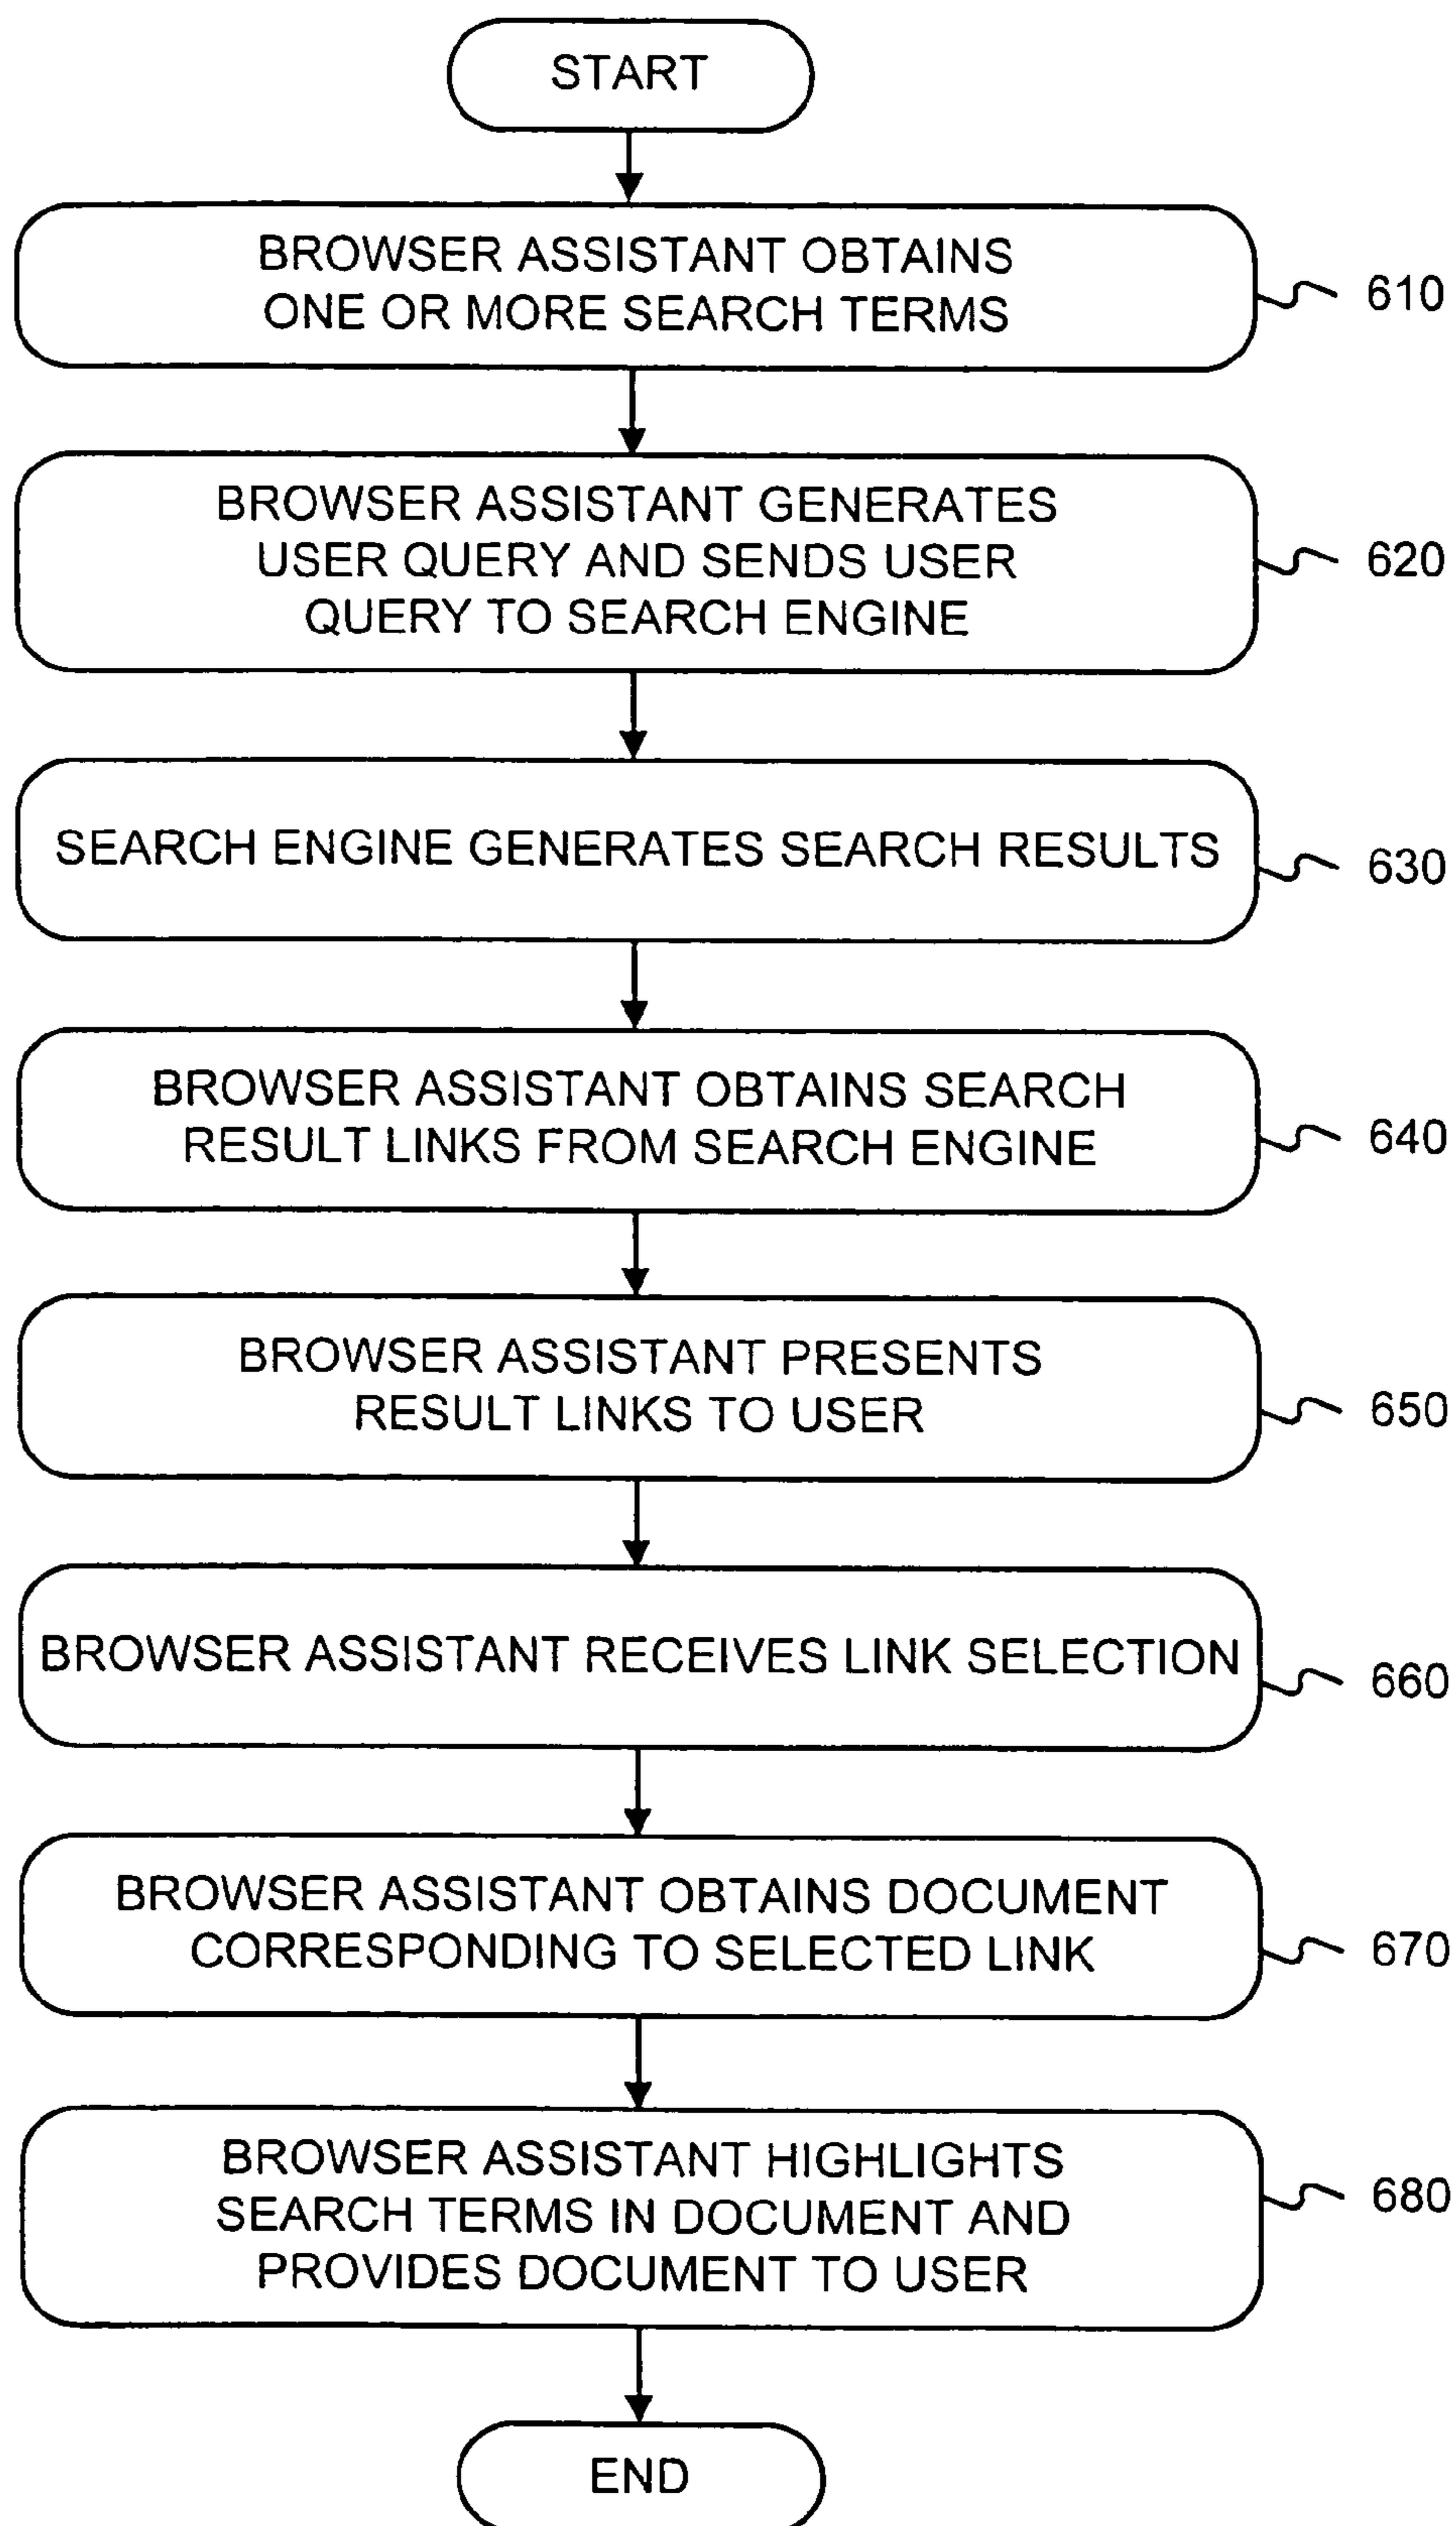 START
BROWSER ASSISTANT OBTAINS
ONE OR MORE SEARCH TERMS
610
BROWSER ASSISTANT GENERATES
USER QUERY AND SENDS USER
QUERY TO SEARCH ENGINE
620
SEARCH ENGINE GENERATES SEARCH RESULTS
630
BROWSER ASSISTANT OBTAINS SEARCH
RESULT LINKS FROM SEARCH ENGINE
640
BROWSER ASSISTANT PRESENTS
RESULT LINKS TO USER
650
BROWSER ASSISTANT RECEIVES LINK SELECTION
660
BROWSER ASSISTANT OBTAINS DOCUMENT
CORRESPONDING TO SELECTED LINK
670
BROWSER ASSISTANT HIGHLIGHTS
SEARCH TERMS IN DOCUMENT AND
PROVIDES DOCUMENT TO USER
680
END